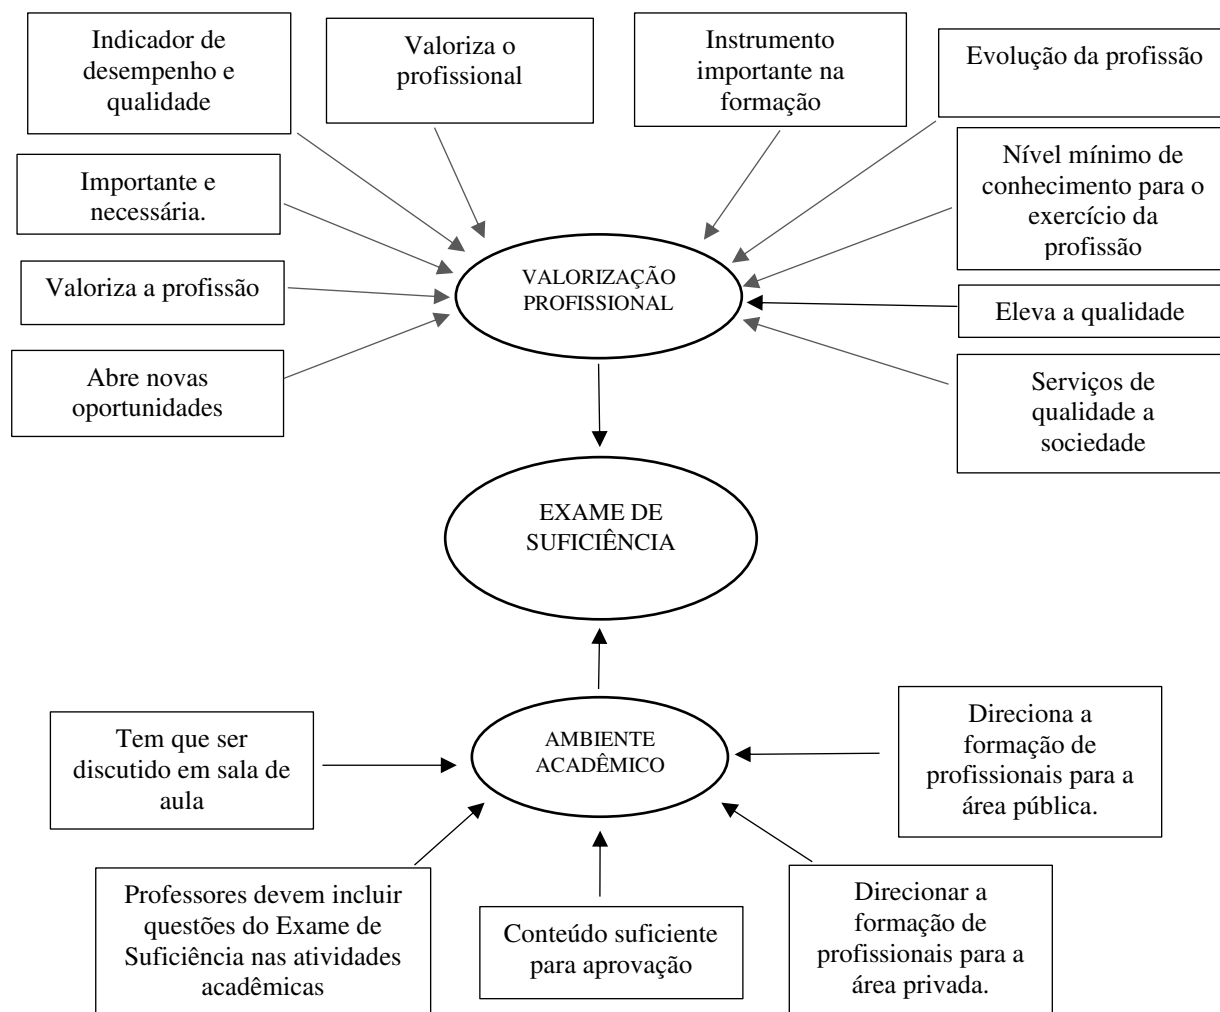 Indicador de
desempenho e
qualidade
Valoriza o
profissional
Instrumento
importante na
formação
Evolução da profissão
Importante e
necessária.
Nível mínimo de
conhecimento para o
exercício da
profissão
Valoriza a profissão
VALORIZAÇÃO
PROFISSIONAL
Eleva a qualidade
Abre novas
oportunidades
Serviços de
qualidade a
sociedade
EXAME DE
SUFICIÊNCIA
Tem que ser
discutido em sala de
aula
AMBIENTE
ACADÊMICO
Direciona a
formação de
profissionais para a
área pública.
Professores devem incluir
questões do Exame de
Suficiência nas atividades
acadêmicas
Conteúdo suficiente
para aprovação
Direcionar a
formação de
profissionais para a
área privada.